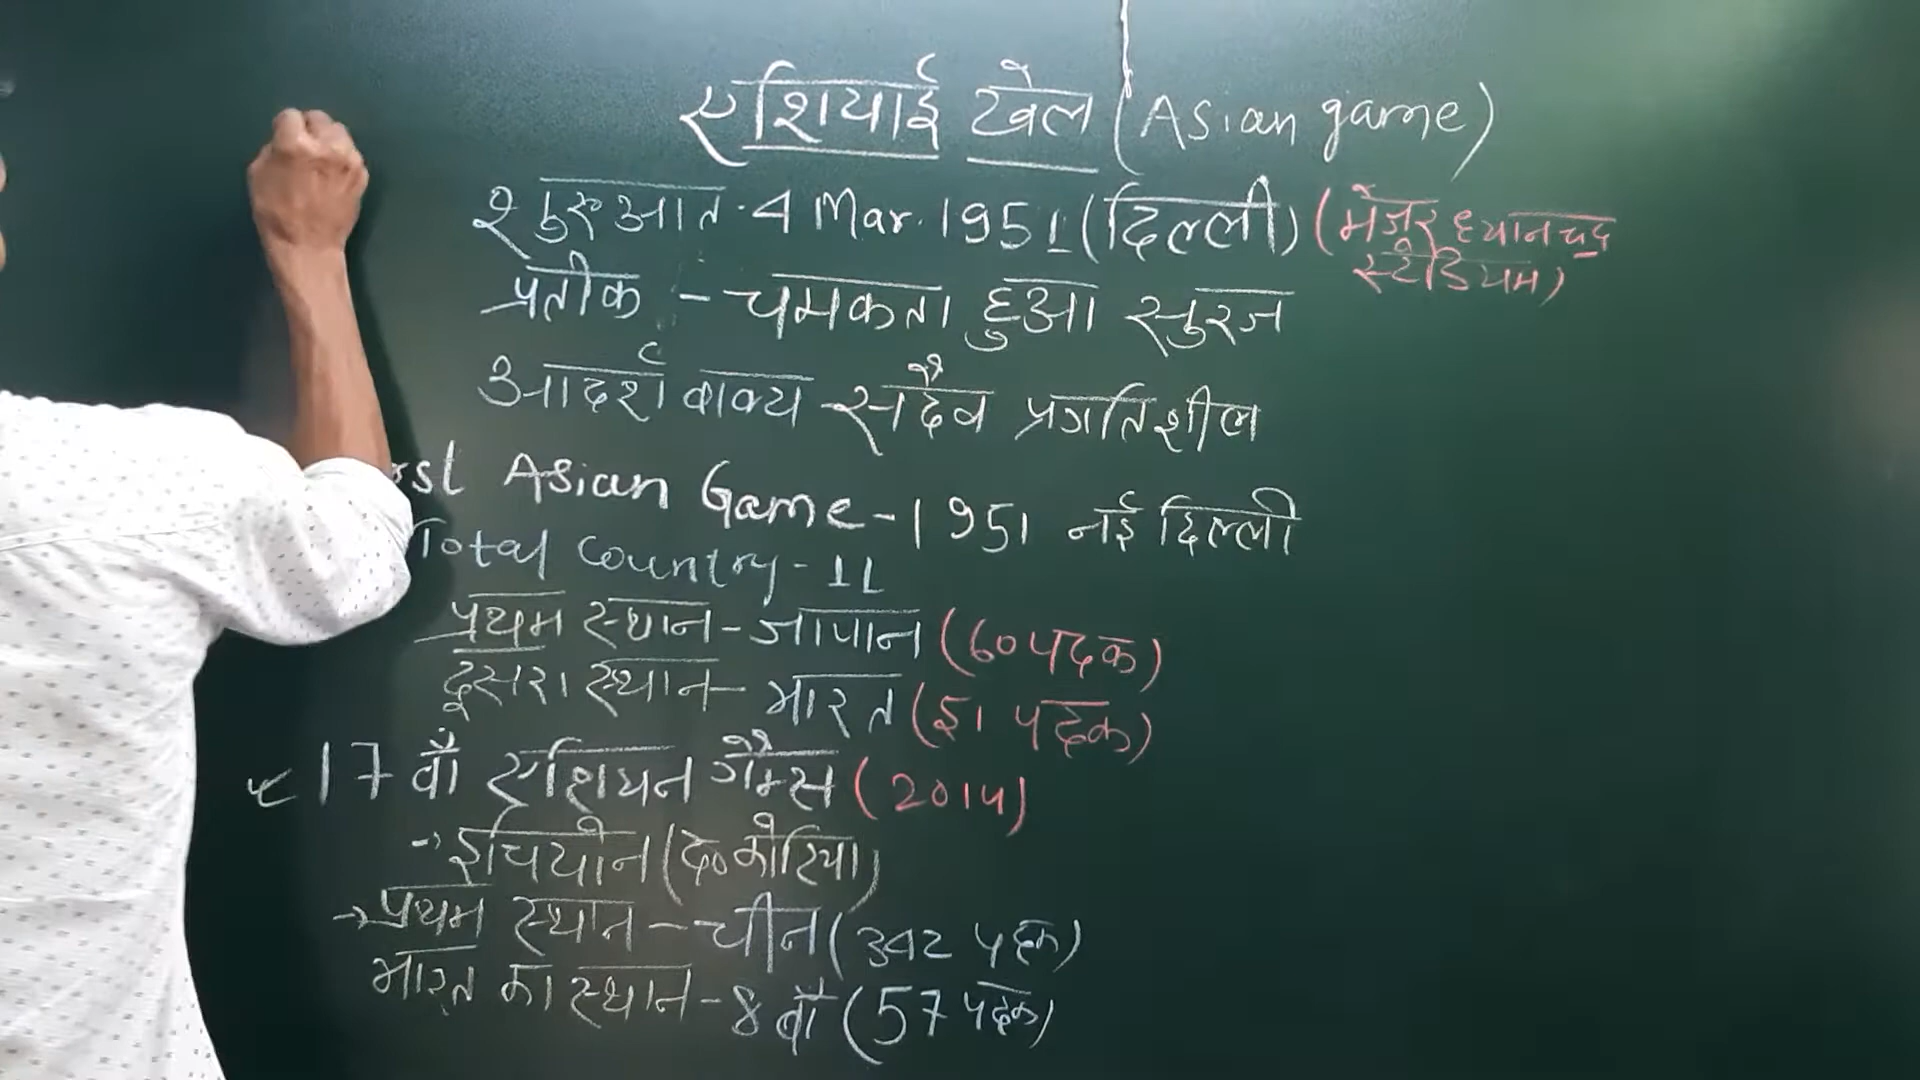 एशियाई खेल (Asian game)
शुरुआत - 4 Mar. 1951 (दिल्ली) (मेजर ध्यानचन्द
स्टेडियम)
प्रतीक - चमकता हुआ सुरज
आदर्श वाक्य - सदैव प्रगतिशील
rst Asian Game - 1951 नई दिल्ली
Total Country - 11
प्रथम स्थान - जापान (60 पदक)
दूसरा स्थान - भारत (51 पदक)
17 वाँ एशियन गैम्स (2014)
→ इंचियोन (द० कोरिया)
→ प्रथम स्थान - चीन (342 पदक)
भारत का स्थान - 8 वाँ (57 पदक)